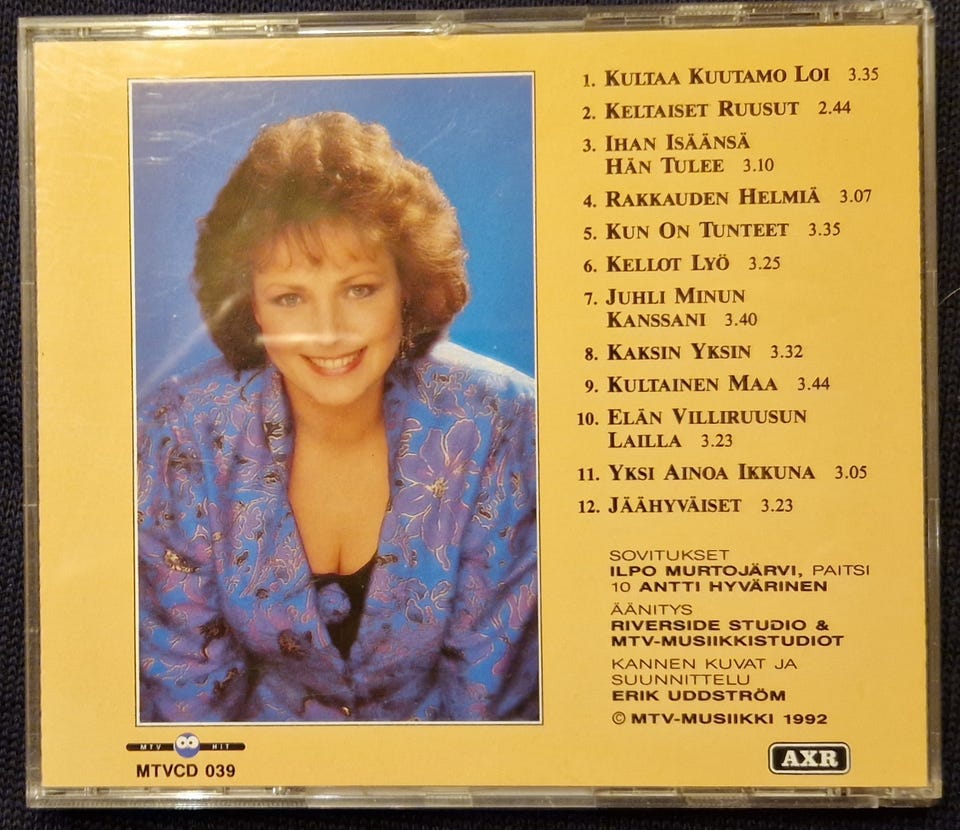 1. Kultaa Kuutamo Loi 3.35
2. Keltaiset Ruusut 2.44
3. Ihan Isäänsä
Hän Tulee 3.10
4. Rakkauden Helmiä 3.07
5. Kun On Tunteet 3.35
6. Kellot Lyö 3.25
7. Juhli Minun
Kanssani 3.40
8. Kaksin Yksin 3.32
9. Kultainen Maa 3.44
10. Elän Villiruusun
Lailla 3.23
11. Yksi Ainoa Ikkuna 3.05
12. Jäähyväiset 3.23
SOVITUKSET
ILPO MURTOJÄRVI, PAITSI
10 ANTTI HYVÄRINEN
ÄÄNITYS
RIVERSIDE STUDIO &
MTV-MUSIIKKISTUDIOT
KANNEN KUVAT JA
SUUNNITTELU
ERIK UDDSTRÖM
© MTV-MUSIIKKI 1992
MTV HIT
MTVCD 039
AXR